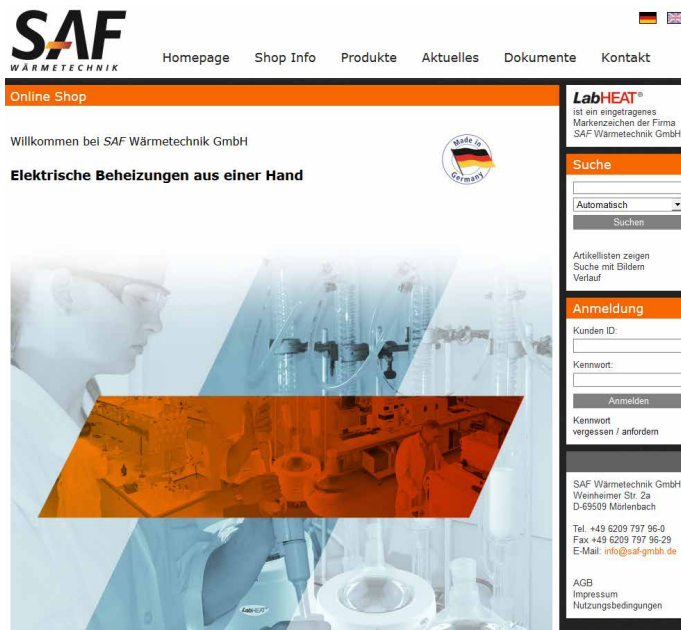 SAF
WÄRMETECHNIK
Homepage Shop Info Produkte Aktuelles Dokumente Kontakt
Online Shop
Willkommen bei SAF Wärmetechnik GmbH
Made in
Germany
Elektrische Beheizungen aus einer Hand
LabHEAT
LabHEAT®
ist ein eingetragenes
Markenzeichen der Firma
SAF Wärmetechnik GmbH
Suche
Automatisch
Suchen
Artikellisten zeigen
Suche mit Bildern
Verlauf
Anmeldung
Kunden ID:
Kennwort:
Anmelden
Kennwort
vergessen / anfordern
SAF Wärmetechnik GmbH
Weinheimer Str. 2a
D-69509 Mörlenbach
Tel. +49 6209 797 96-0
Fax +49 6209 797 96-29
E-Mail: info@saf-gmbh.de
AGB
Impressum
Nutzungsbedingungen